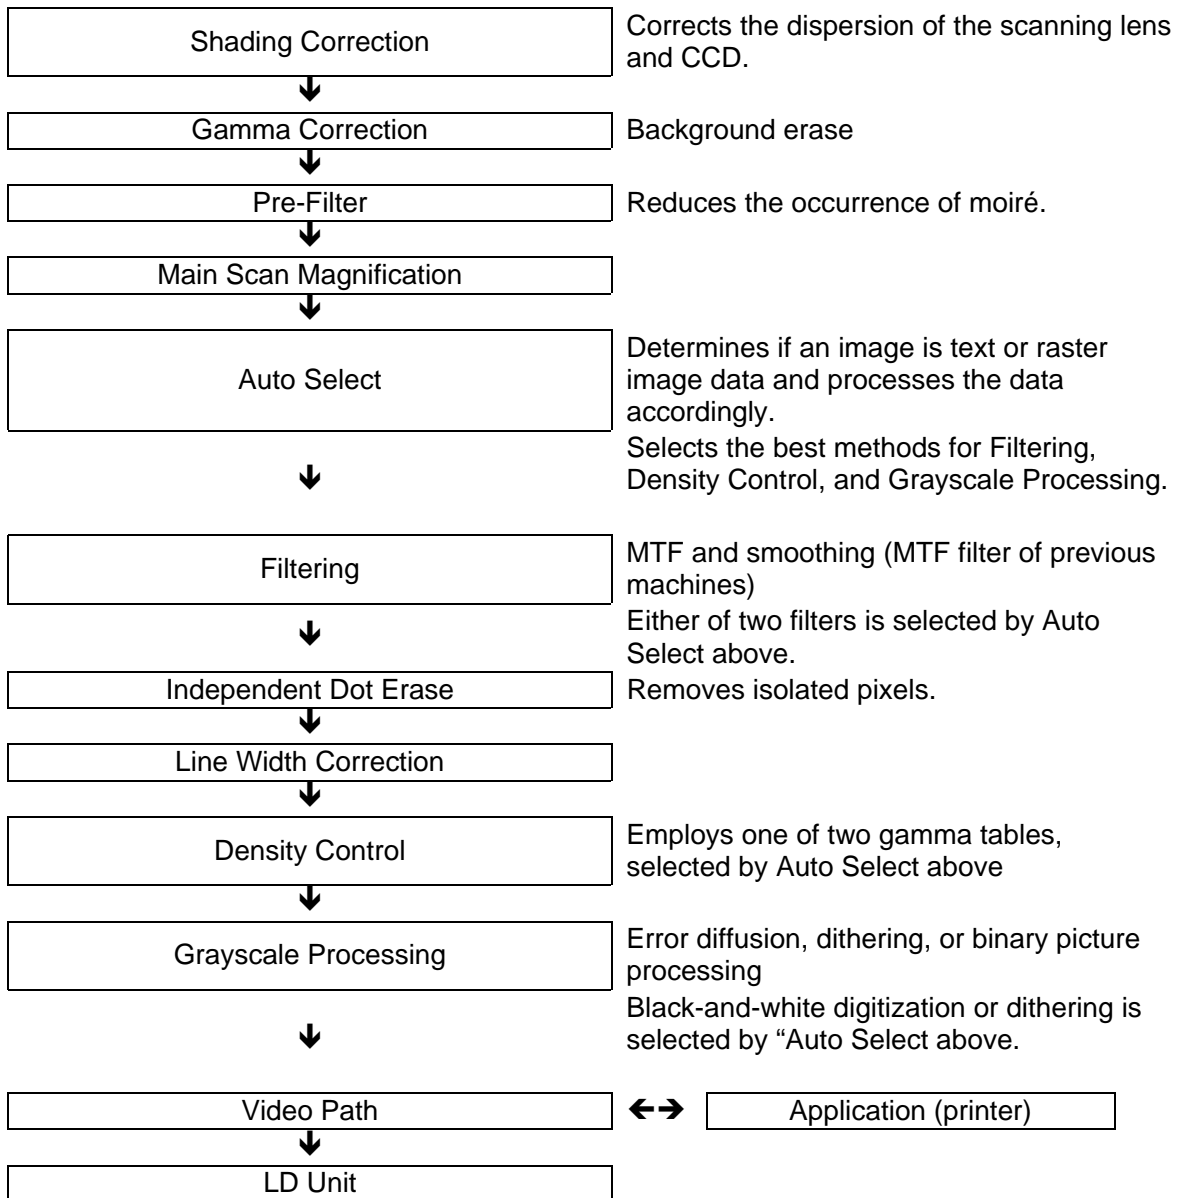 Shading Correction
Corrects the dispersion of the scanning lens
and CCD.
Gamma Correction
Background erase
Pre-Filter
Reduces the occurrence of moiré.
Main Scan Magnification
Auto Select
Determines if an image is text or raster
image data and processes the data
accordingly.
Selects the best methods for Filtering,
Density Control, and Grayscale Processing.
Filtering
MTF and smoothing (MTF filter of previous
machines)
Either of two filters is selected by Auto
Select above.
Independent Dot Erase
Removes isolated pixels.
Line Width Correction
Density Control
Employs one of two gamma tables,
selected by Auto Select above
Grayscale Processing
Error diffusion, dithering, or binary picture
processing
Black-and-white digitization or dithering is
selected by “Auto Select above.
Video Path
Application (printer)
LD Unit